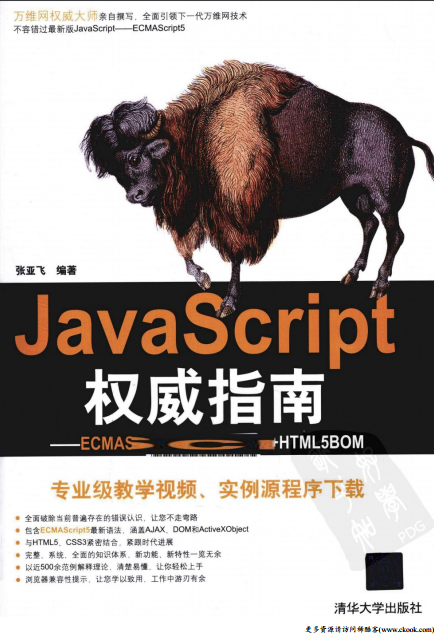 万维网权威大师亲自撰写，全面引领下一代万维网技术
不容错过最新版JavaScript——ECMAScript5
张亚飞 编著
JavaScript
权威指南
——ECMAS +HTML5BOM
专业级教学视频、实例源程序下载
全面破除当前普遍存在的错误认识，让您不走弯路
包含ECMAScript5最新语法，涵盖AJAX、DOM和ActiveXObject
与HTML5、CSS3紧密结合，紧跟时代进展
完整、系统、全面的知识体系，新功能、新特性一览无余
以近500余范例解释理论，清楚易懂，让你轻松上手
浏览器兼容性提示，让您学以致用，工作中游刃有余
PDG
清华大学出版社
更多资源请访问稀酷客(www.ckook.com)